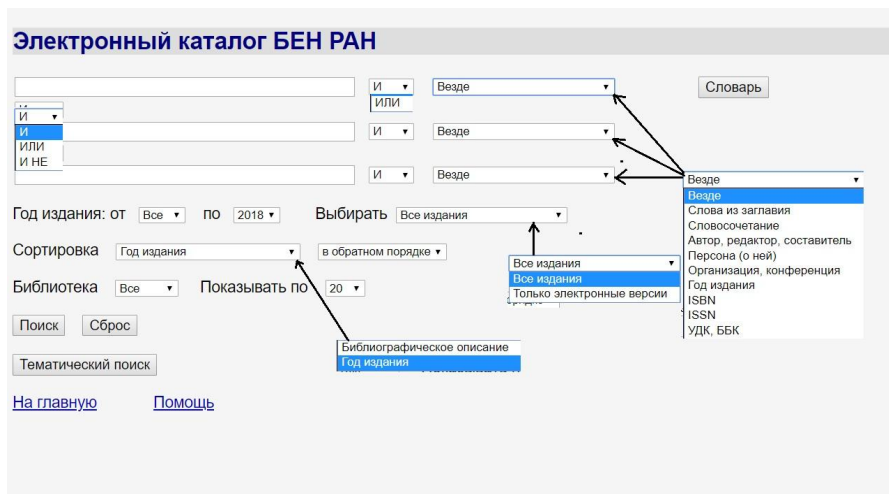 Электронный каталог БЕН РАН
И Везде Словарь
ИЛИ
И
И И Везде
ИЛИ
И НЕ
И Везде
Везде
Везде
Слова из заглавия
Словосочетание
Автор, редактор, составитель
Персона (о ней)
Организация, конференция
Год издания
ISBN
ISSN
УДК, ББК
Год издания: от Все по 2018 Выбирать Все издания
Сортировка Год издания в обратном порядке
Все издания
Все издания
Только электронные версии
Библиотека Все Показывать по 20
Поиск Сброс
Библиографическое описание
Год издания
Тематический поиск
На главную Помощь